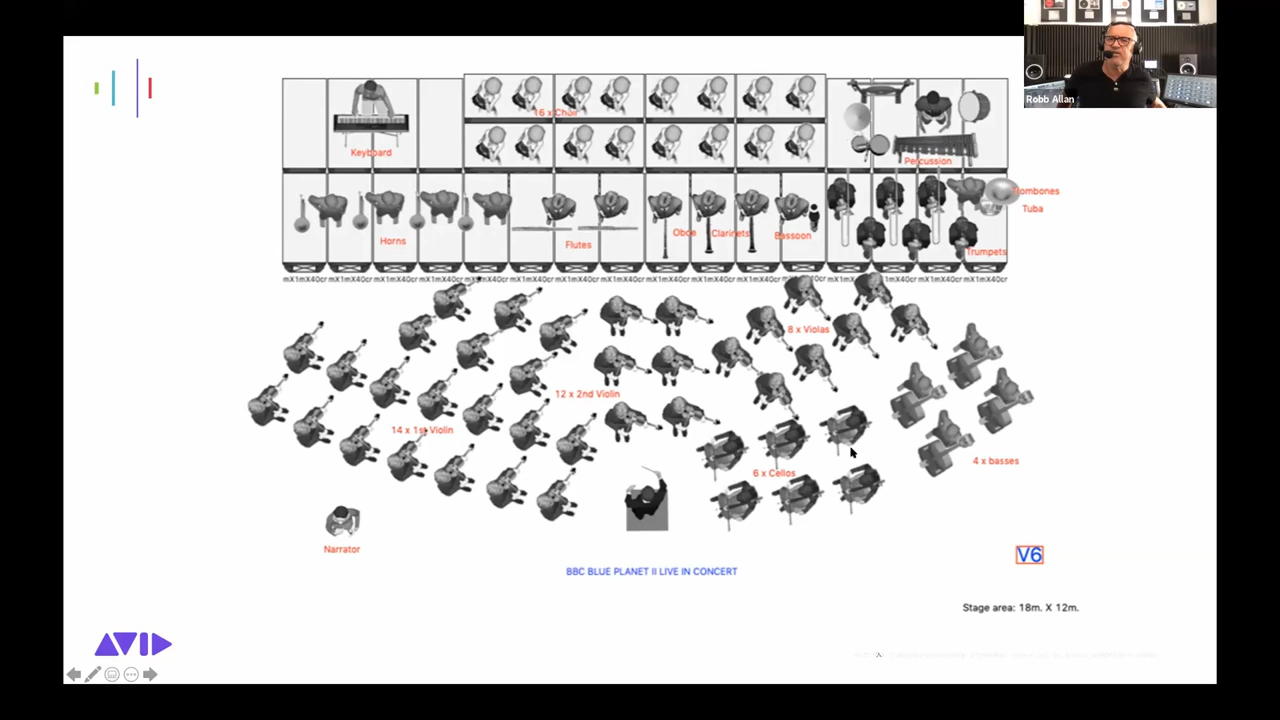 Robb Allan
16 x Choir
Keyboard
Percussion
Trombones
Tuba
Horns
Flutes
Oboe
Clarinets
Bassoon
Trumpets
8 x Violas
12 x 2nd Violin
14 x 1st Violin
6 x Cellos
4 x basses
Narrator
V6
BBC BLUE PLANET II LIVE IN CONCERT
Stage area: 18m. X 12m.
AVID